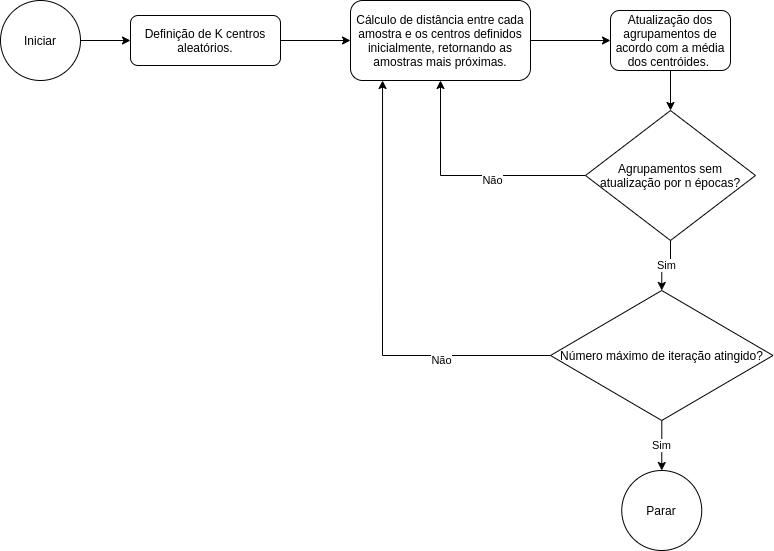 Iniciar
Definição de K centros
aleatórios.
Cálculo de distância entre cada
amostra e os centros definidos
inicialmente, retornando as
amostras mais próximas.
Atualização dos
agrupamentos de
acordo com a média
dos centróides.
Agrupamentos sem
atualização por n épocas?
Não
Sim
Número máximo de iteração atingido?
Não
Sim
Parar